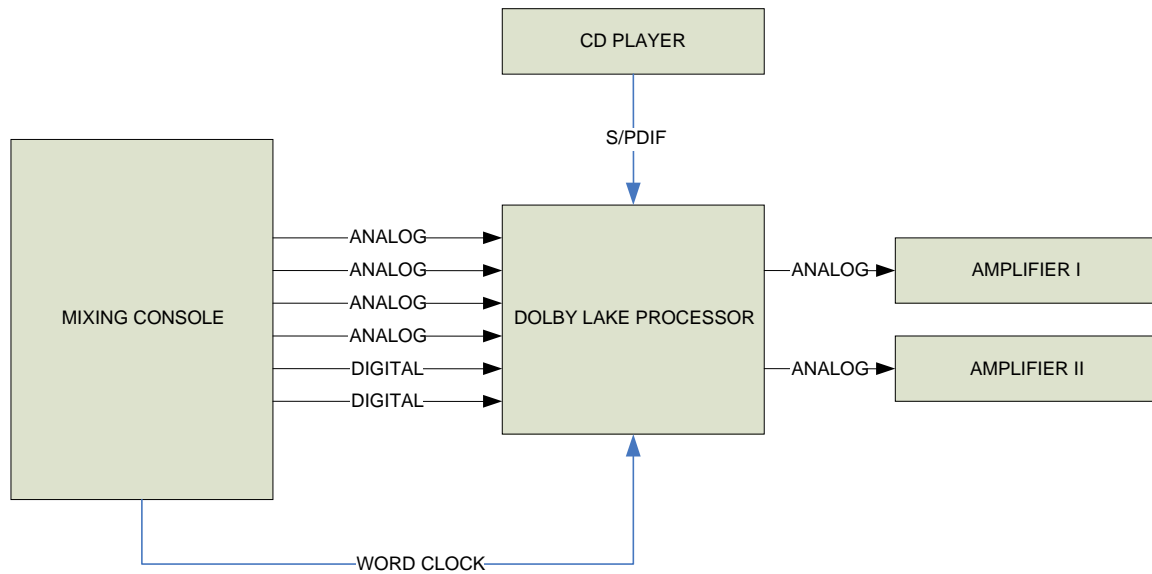 CD PLAYER
S/PDIF
MIXING CONSOLE
ANALOG
ANALOG
ANALOG
ANALOG
DIGITAL
DIGITAL
DOLBY LAKE PROCESSOR
ANALOG
ANALOG
AMPLIFIER I
AMPLIFIER II
WORD CLOCK